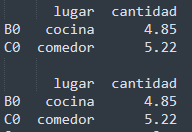 lugar cantidad
B0 cocina 4.85
C0 comedor 5.22
lugar cantidad
B0 cocina 4.85
C0 comedor 5.22